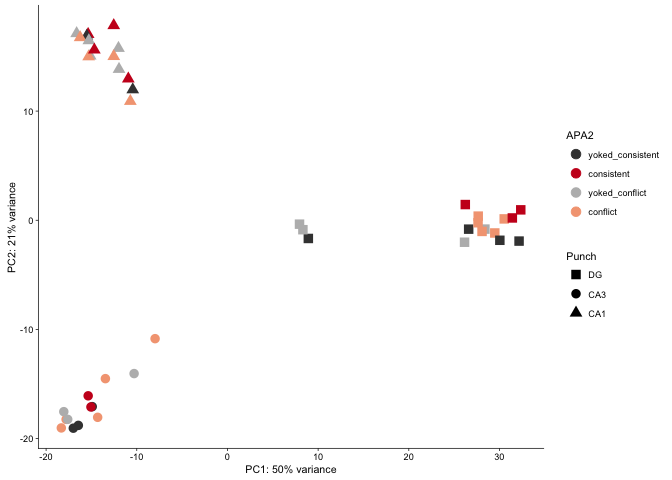 10
0
-10
-20
-20
-10
0
10
20
30
PC1: 50% variance
PC2: 21% variance
APA2
yoked_consistent
consistent
yoked_conflict
conflict
Punch
DG
CA3
CA1